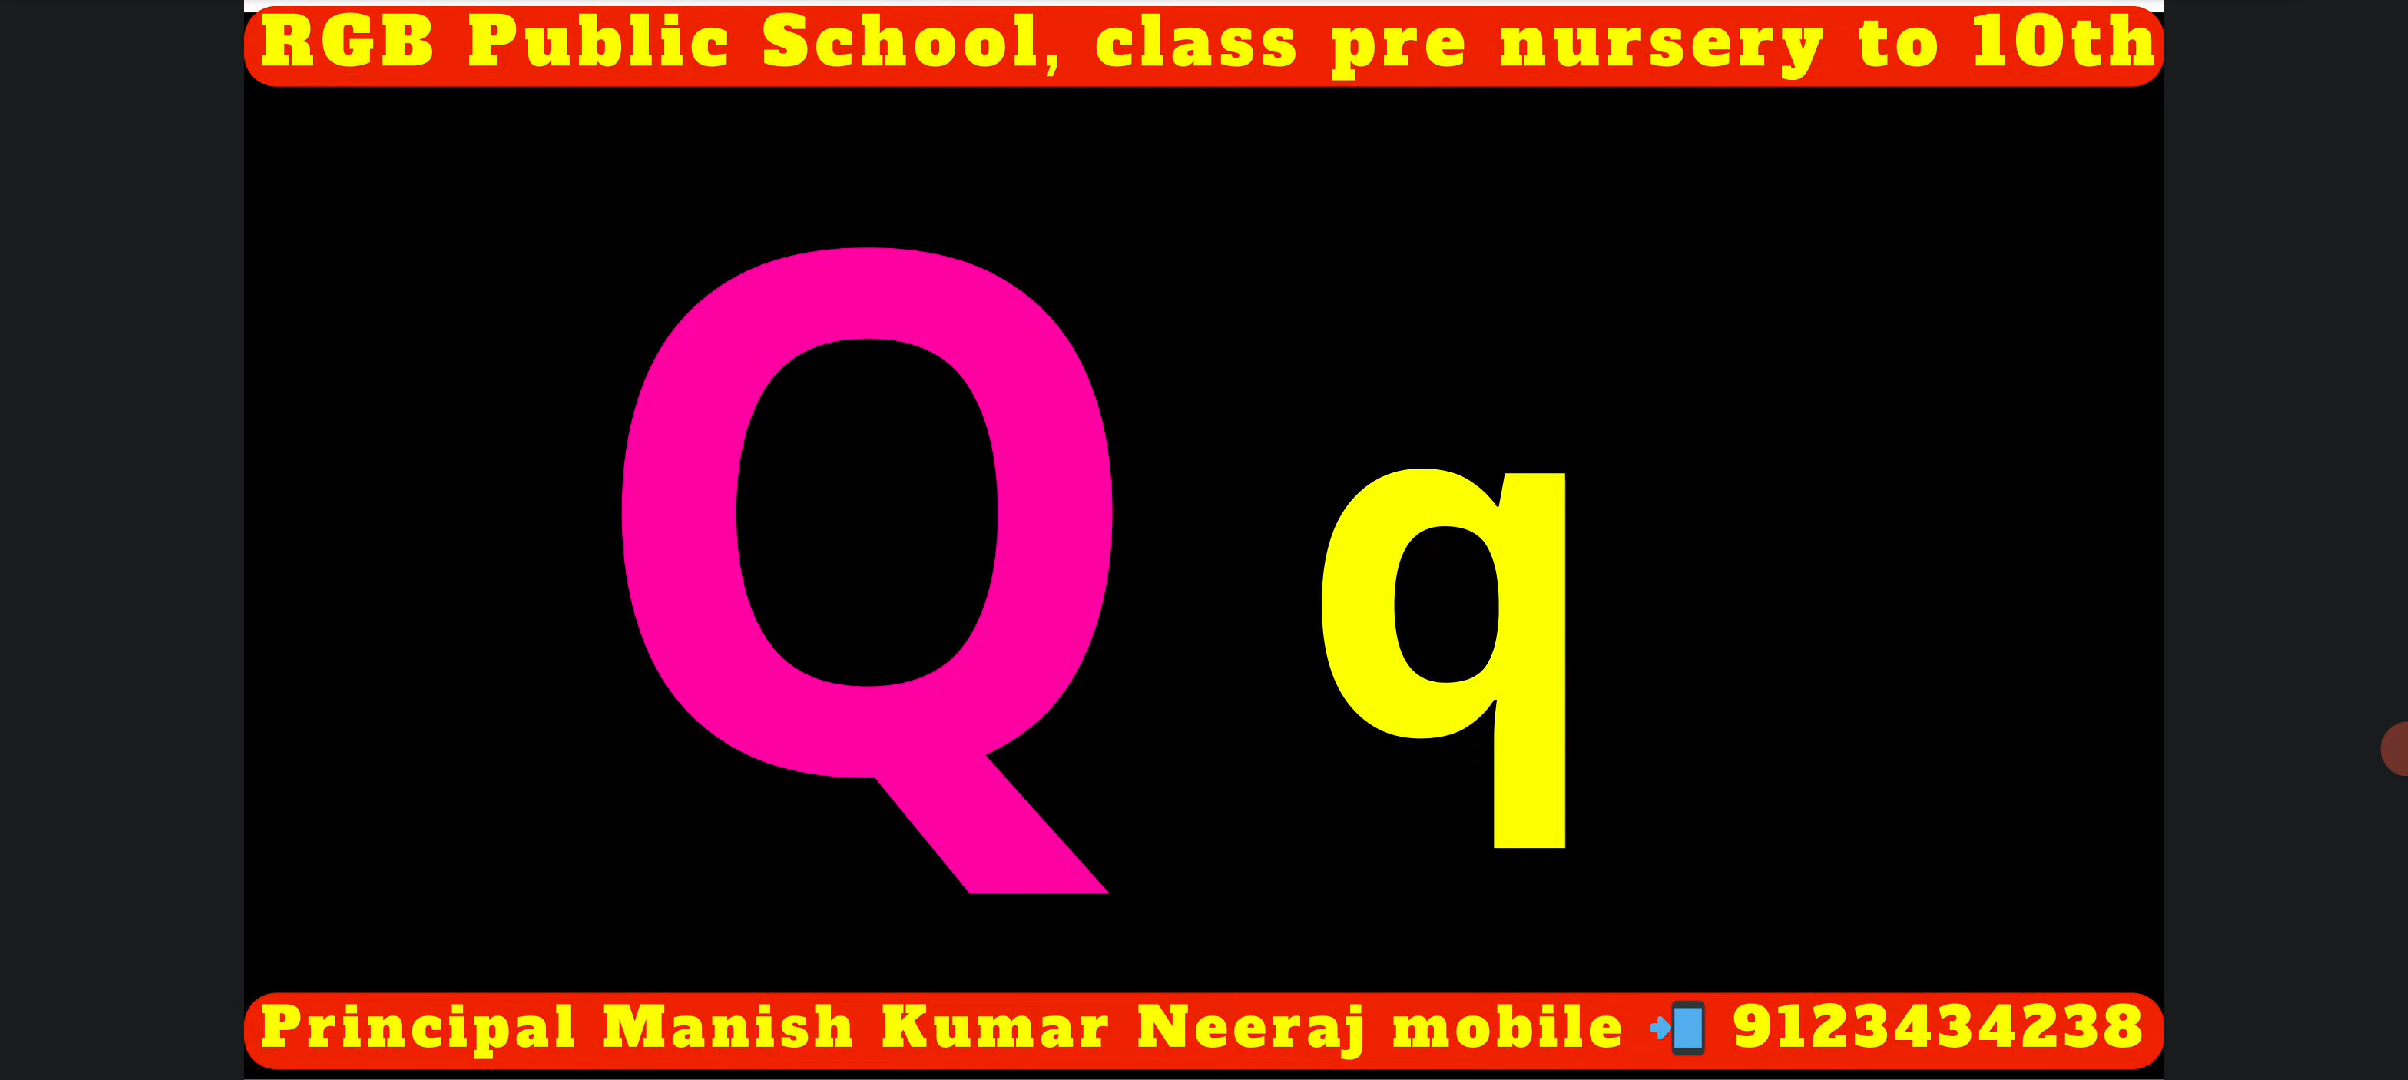 RGB Public School, class pre nursery to 10th
Q q
Principal Manish Kumar Neeraj mobile 📲 9123434238